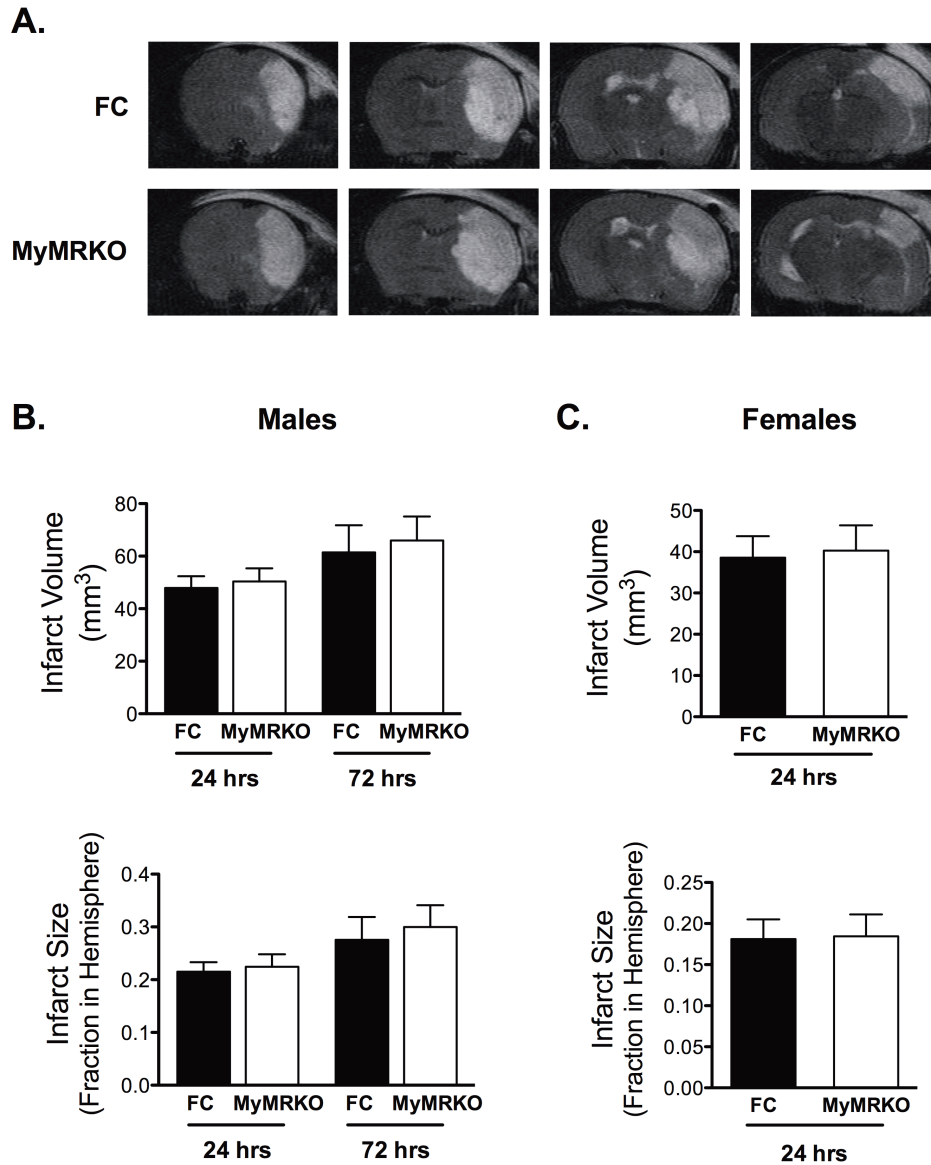 A.
FC
MyMRKO
B.
Males
C.
Females
Infarct Volume
(mm³)
80
60
40
20
0
FC MyMRKO FC MyMRKO
24 hrs 72 hrs
Infarct Volume
(mm³)
50
40
30
20
10
0
FC MyMRKO
24 hrs
Infarct Size
(Fraction in Hemisphere)
0.4
0.3
0.2
0.1
0.0
FC MyMRKO FC MyMRKO
24 hrs 72 hrs
Infarct Size
(Fraction in Hemisphere)
0.25
0.20
0.15
0.10
0.05
0.00
FC MyMRKO
24 hrs